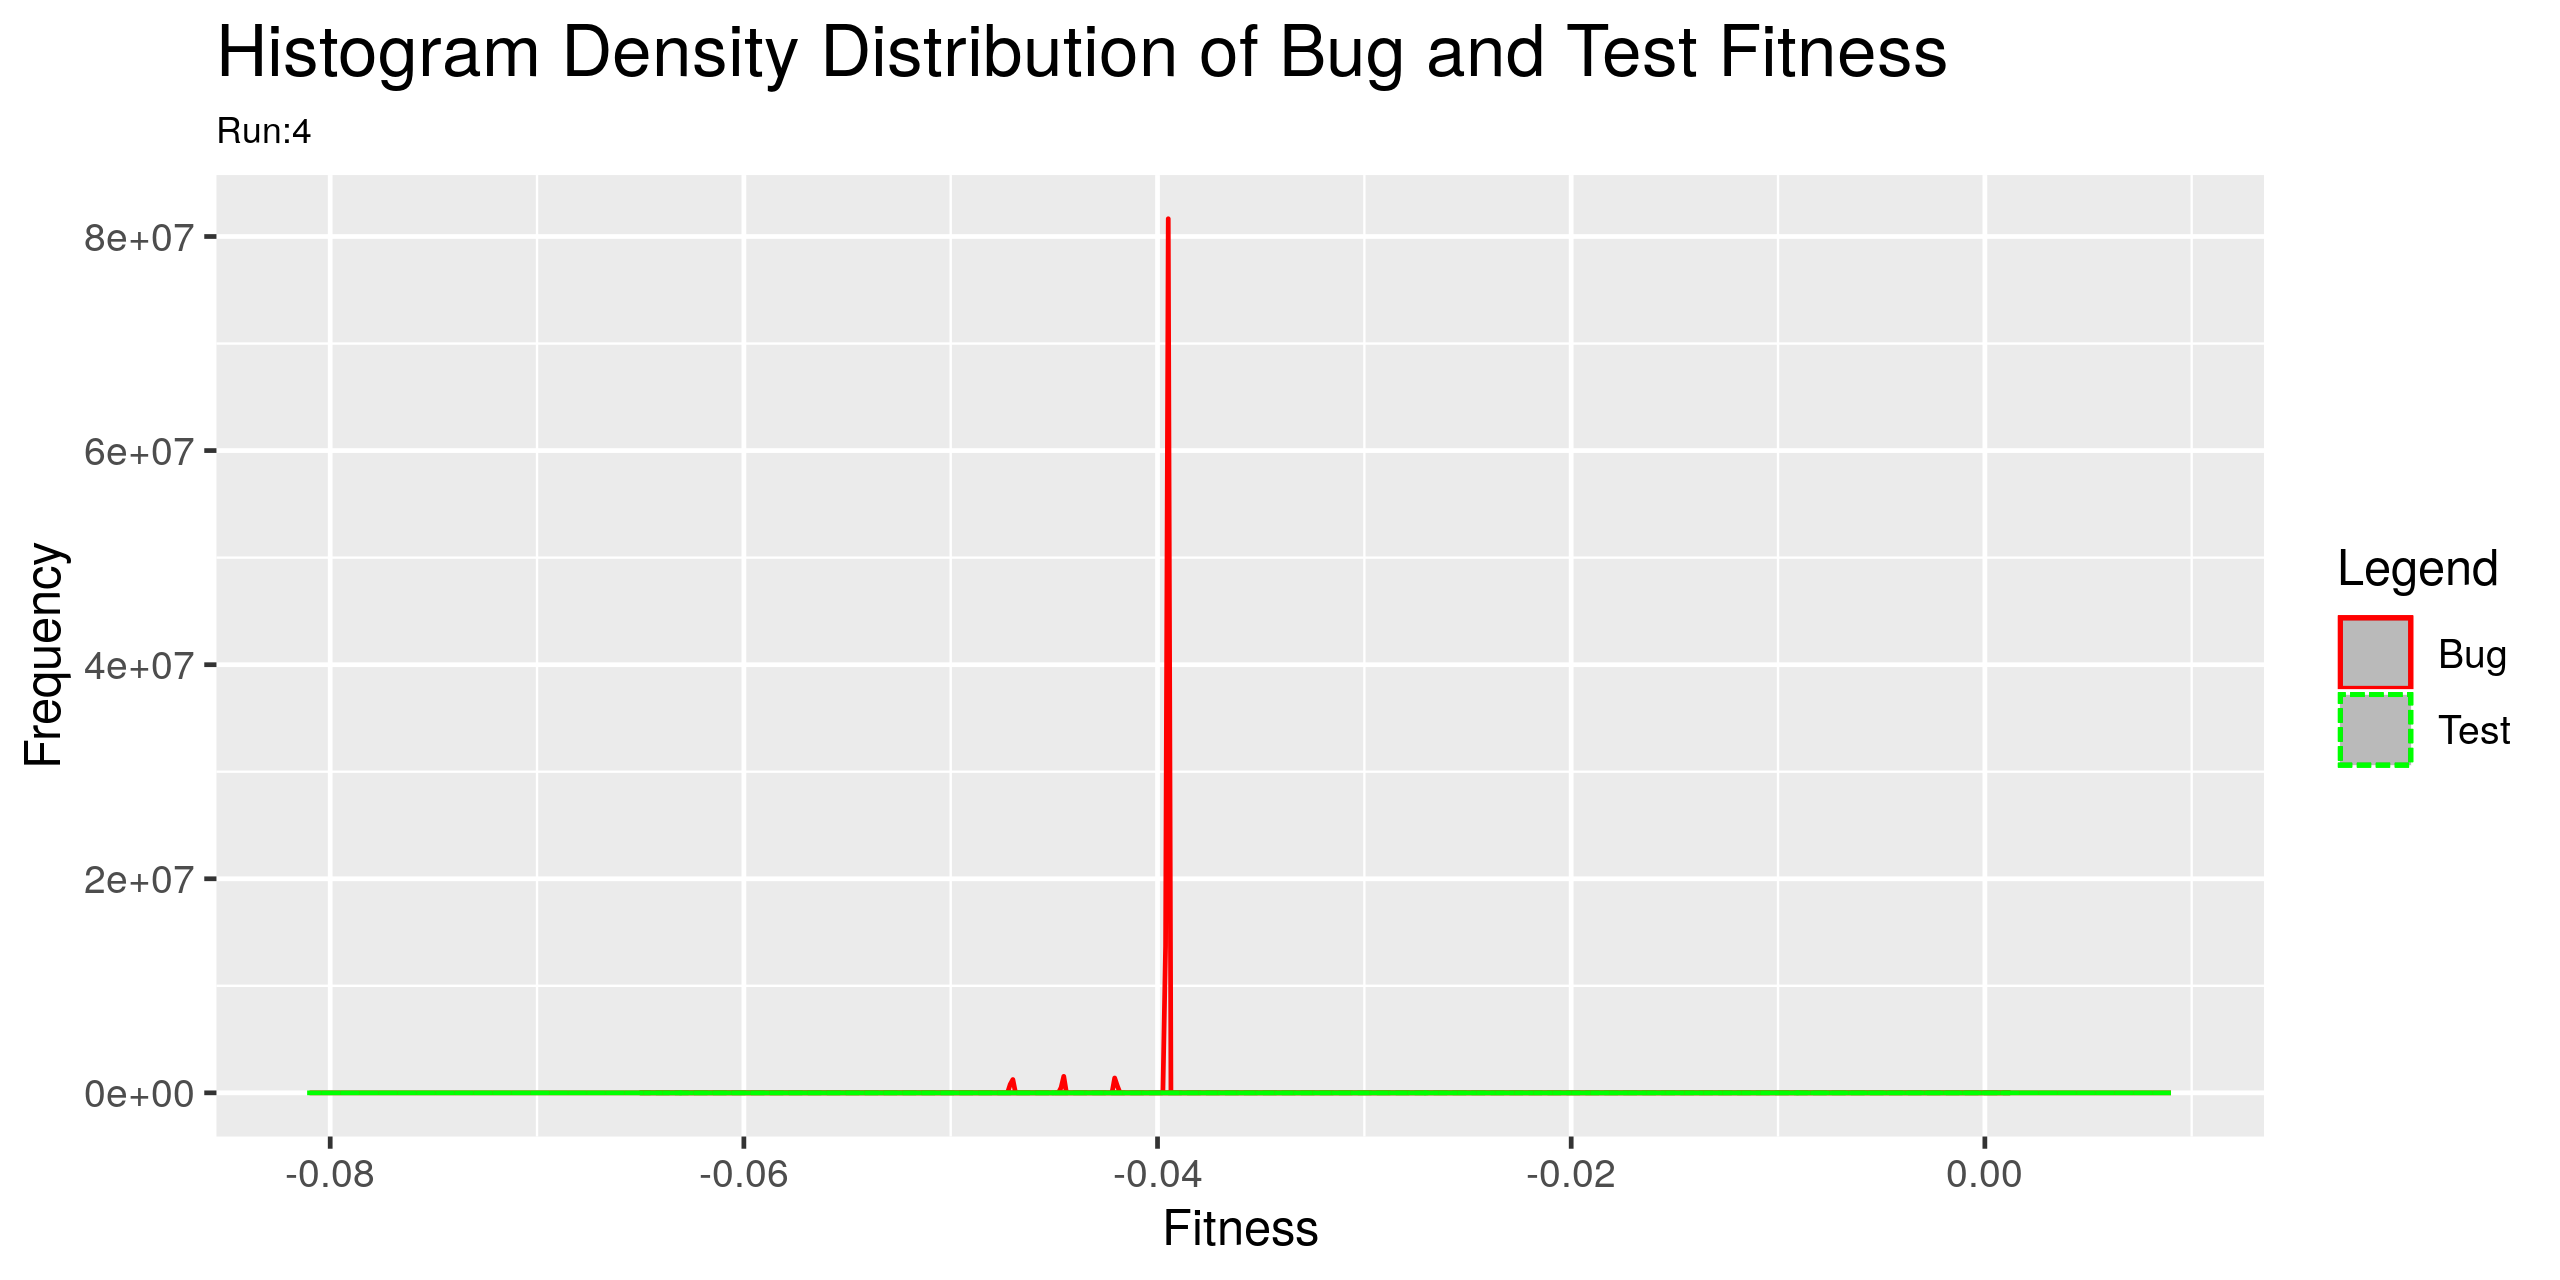 Histogram Density Distribution of Bug and Test Fitness
Run:4
Frequency
8e+07
6e+07
4e+07
2e+07
0e+00
-0.08
-0.06
-0.04
-0.02
0.00
Fitness
Legend
Bug
Test